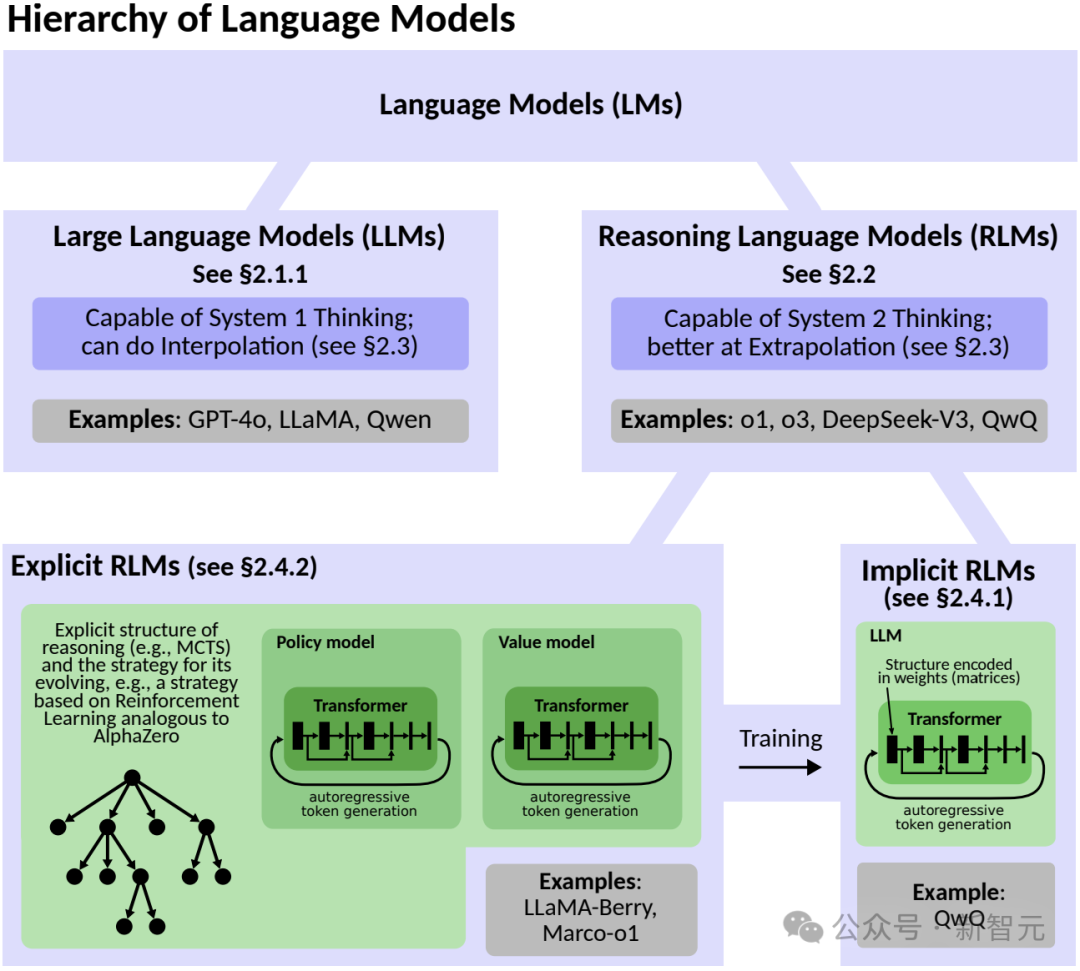 Hierarchy of Language Models
Language Models (LMs)
Large Language Models (LLMs)
See §2.1.1
Capable of System 1 Thinking;
can do Interpolation (see §2.3)
Examples: GPT-4o, LLaMA, Qwen
Reasoning Language Models (RLMs)
See §2.2
Capable of System 2 Thinking;
better at Extrapolation (see §2.3)
Examples: o1, o3, DeepSeek-V3, QwQ
Explicit RLMs (see §2.4.2)
Explicit structure of
reasoning (e.g., MCTS)
and the strategy for its
evolving, e.g., a strategy
based on Reinforcement
Learning analogous to
AlphaZero
Policy model
Transformer
autoregressive
token generation
Value model
Transformer
autoregressive
token generation
Examples:
LLaMA-Berry,
Marco-o1
Training
Implicit RLMs
(see §2.4.1)
LLM
Structure encoded
in weights (matrices)
Transformer
autoregressive
token generation
Example:
QwQ
公众号·新智元